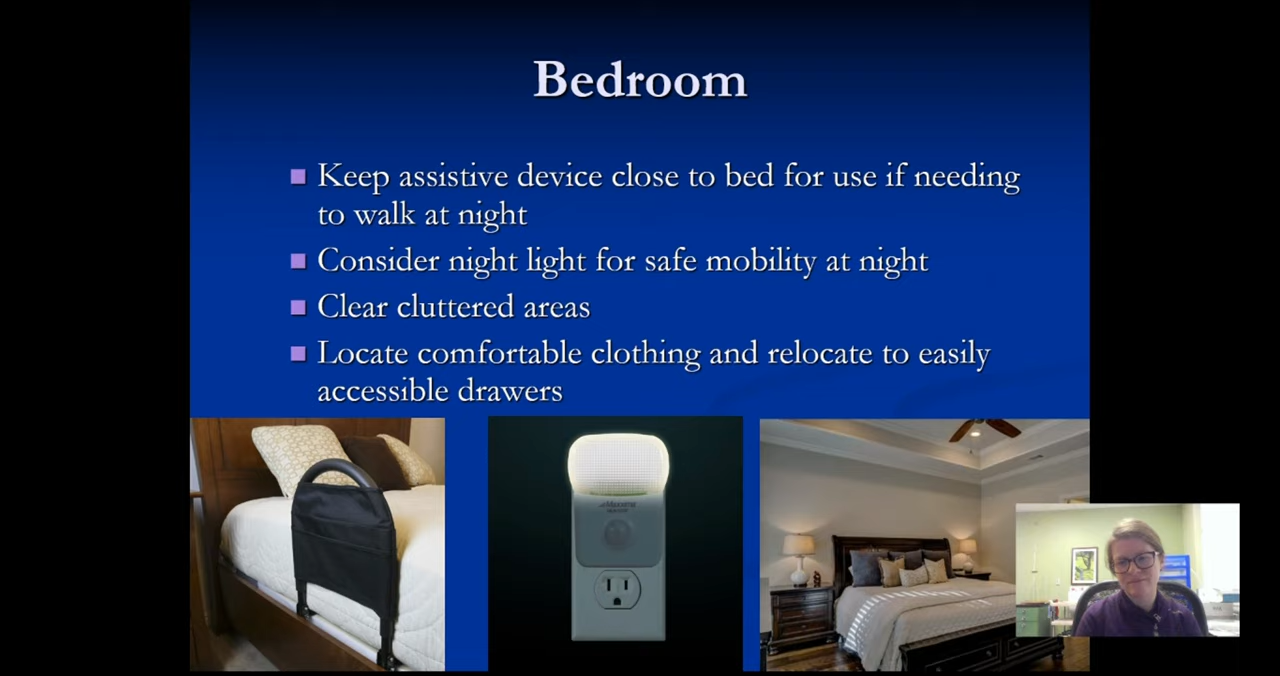 Bedroom
Keep assistive device close to bed for use if needing
to walk at night
Consider night light for safe mobility at night
Clear cluttered areas
Locate comfortable clothing and relocate to easily
accessible drawers